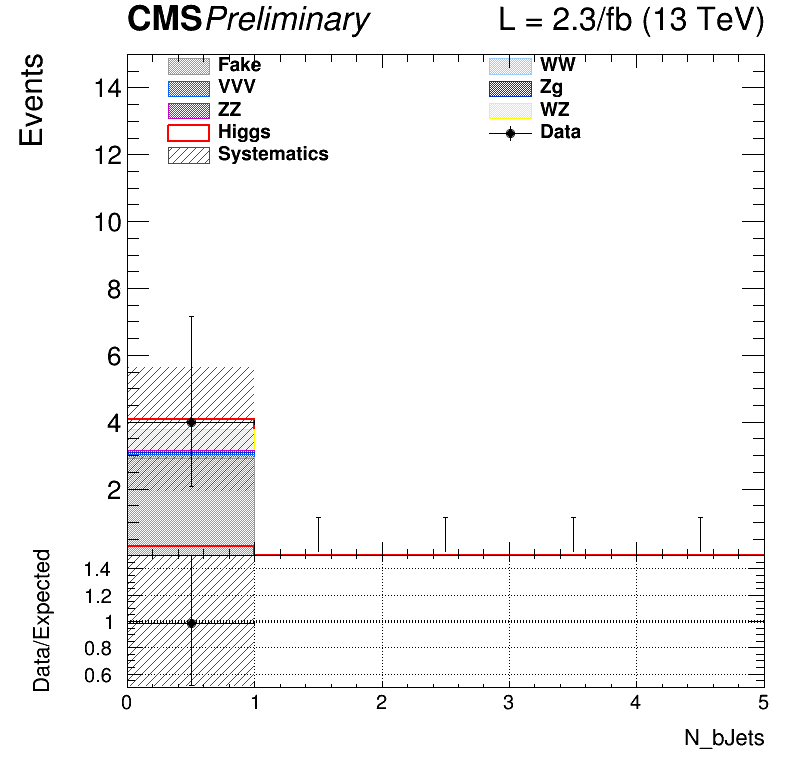 CMS Preliminary L = 2.3/fb (13 TeV)
Events
14
12
10
8
6
4
2
Fake
VVV
ZZ
Higgs
Systematics
WW
Zg
WZ
Data
Data/Expected
1.4
1.2
1
0.8
0.6
0 1 2 3 4 5
N_bJets